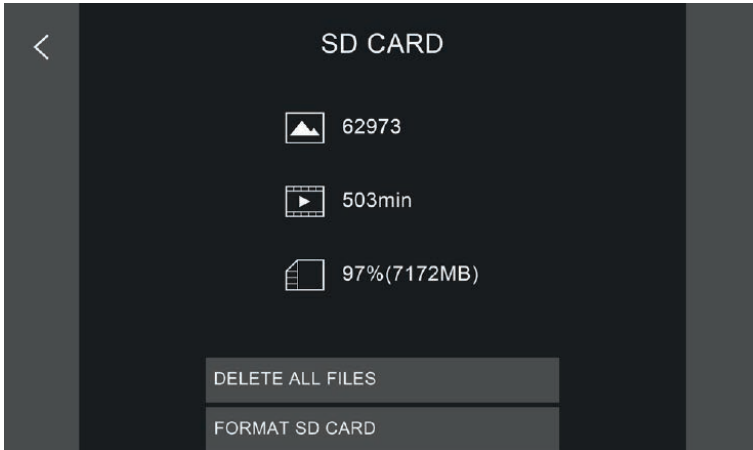 SD CARD
62973
503min
97%(7172MB)
DELETE ALL FILES
FORMAT SD CARD